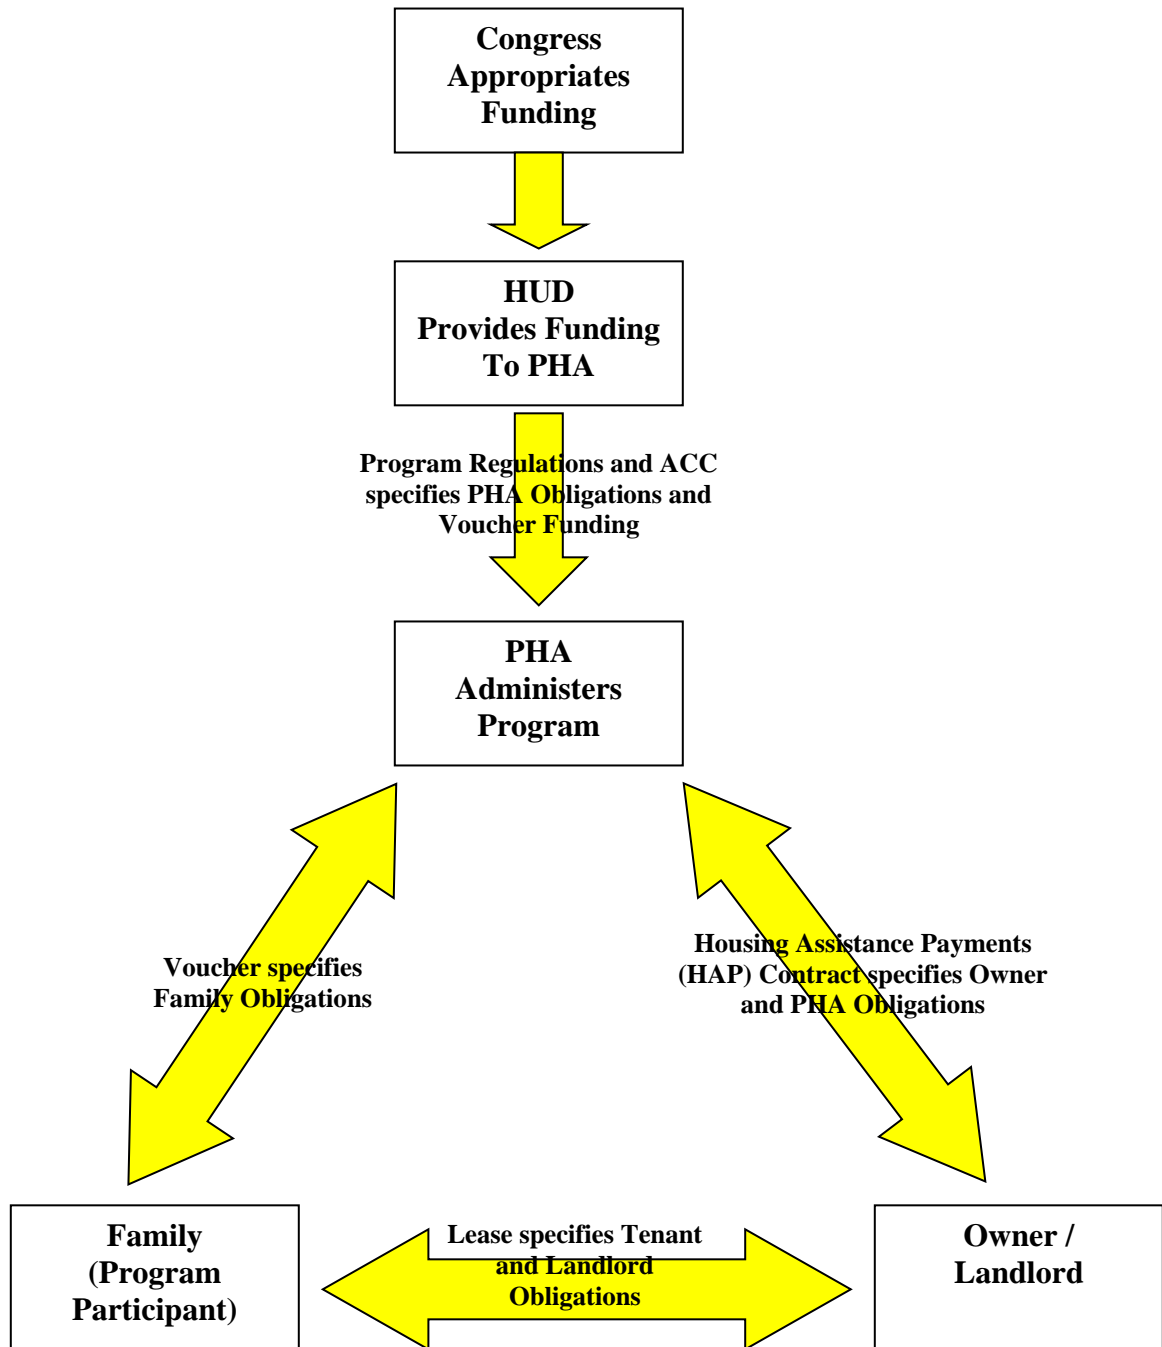 Congress
Appropriates
Funding
HUD
Provides Funding
To PHA
Program Regulations and ACC
specifies PHA Obligations and
Voucher Funding
PHA
Administers
Program
Voucher specifies
Family Obligations
Housing Assistance Payments
(HAP) Contract specifies Owner
and PHA Obligations
Family
(Program
Participant)
Lease specifies Tenant
and Landlord
Obligations
Owner /
Landlord